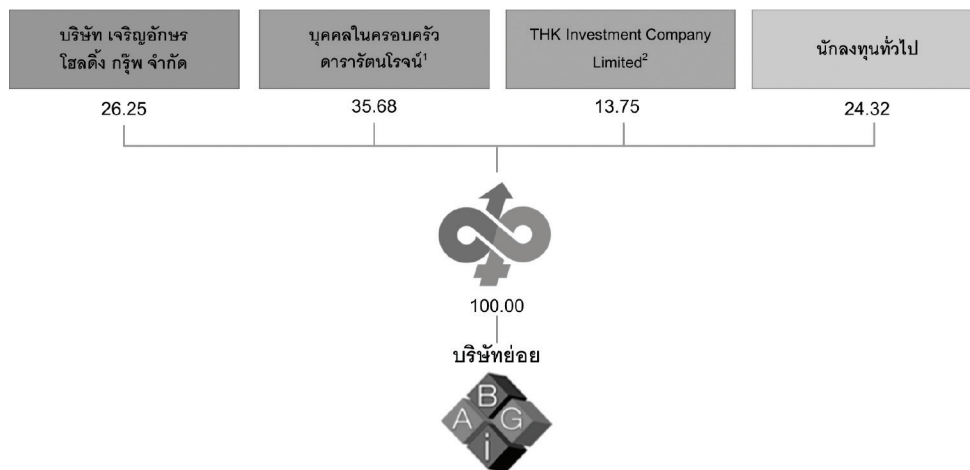 บริษัท เจริญอักษร
โฮลดิ้ง กรุ๊พ จำกัด
บุคคลในครอบครัว
ดารารัตนโรจน์¹
THK Investment Company
Limited²
นักลงทุนทั่วไป
26.25
35.68
13.75
24.32
100.00
บริษัทย่อย
B
A G
i